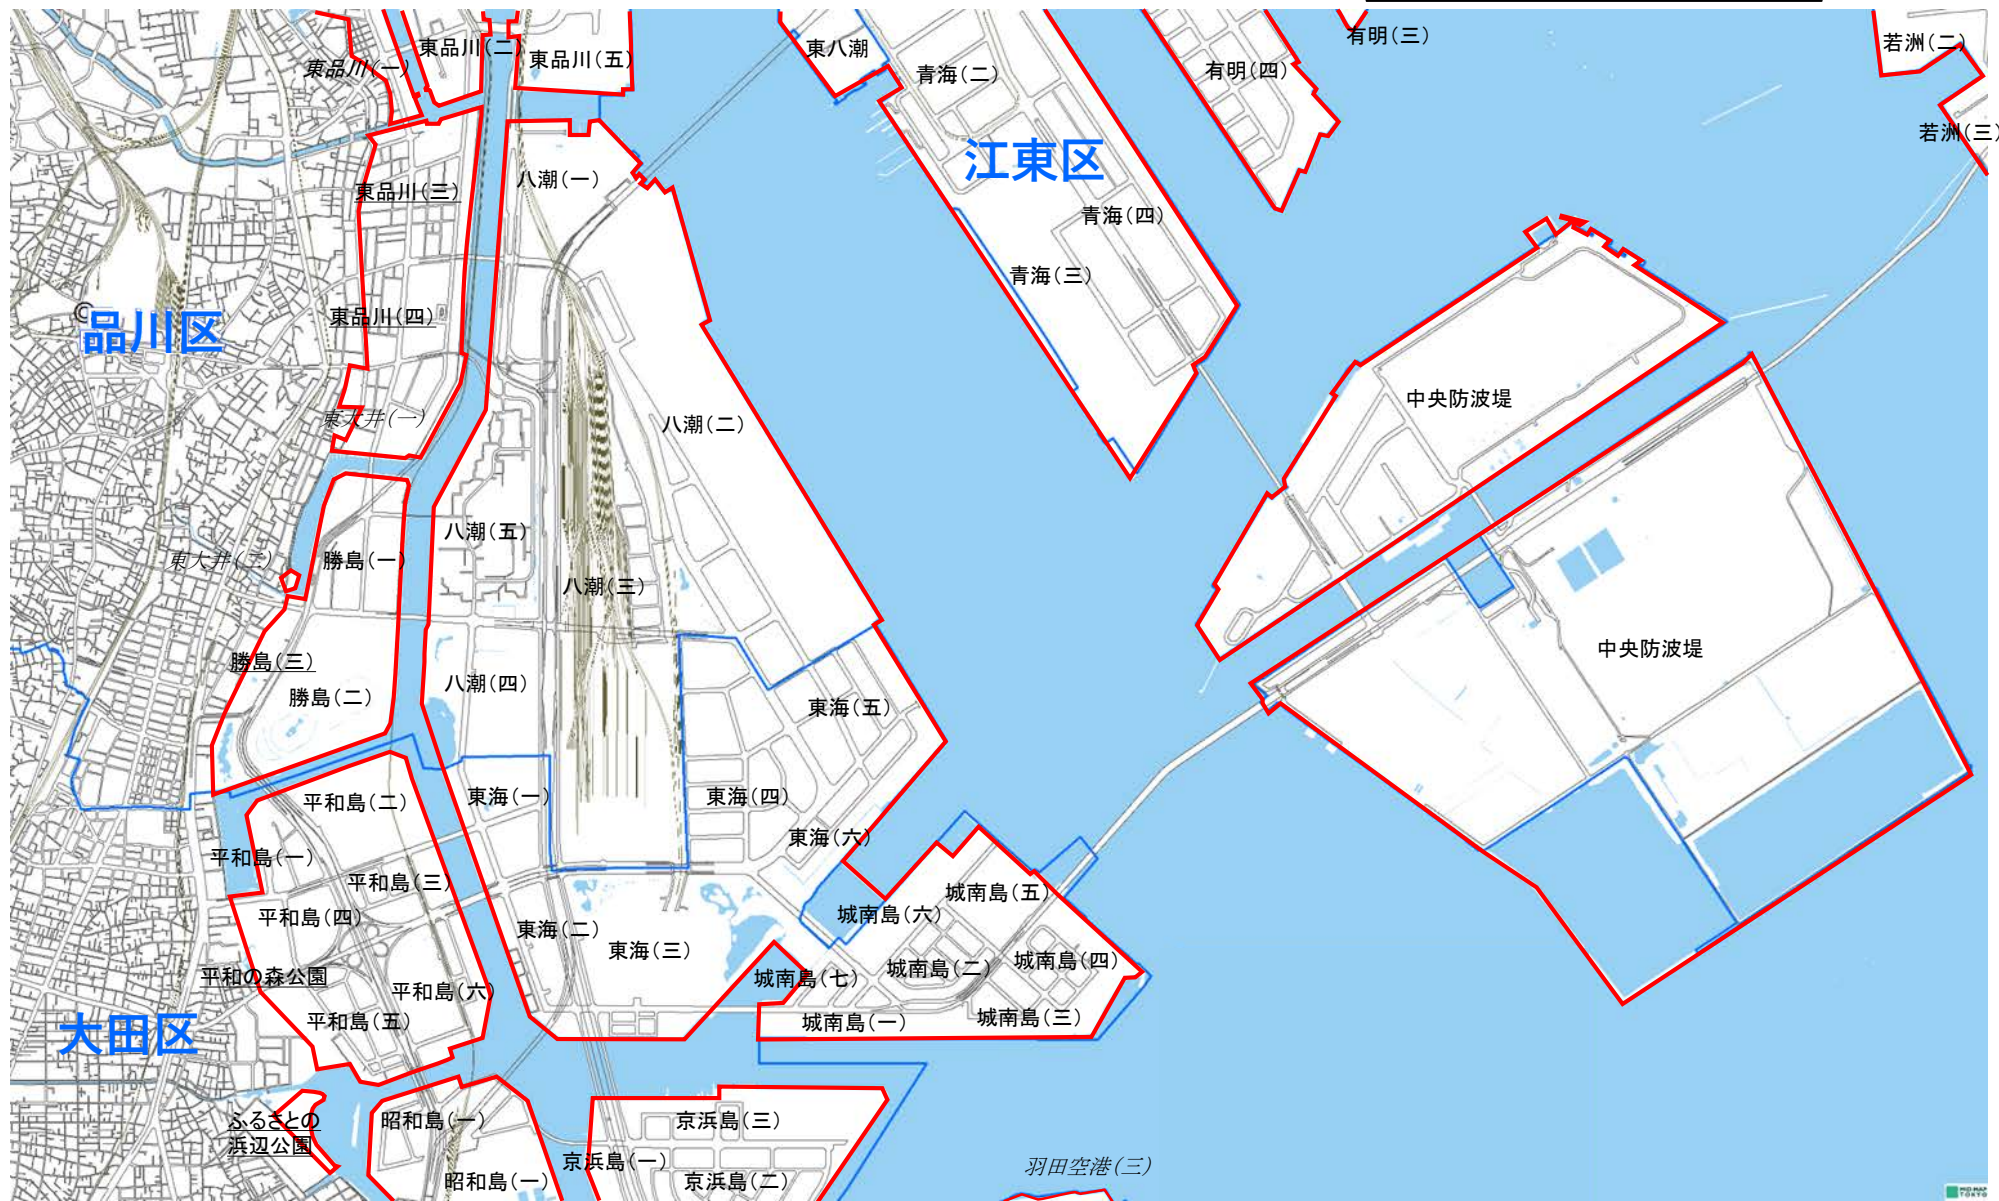 東品川(一)
東品川(二)
東品川(五)
東八潮
青海(二)
有明(四)
有明(三)
若洲(二)
若洲(三)
江東区
東品川(三)
八潮(一)
青海(四)
青海(三)
©
品川区
東品川(四)
東大井(一)
八潮(二)
中央防波堤
東大井(二)
勝島(一)
八潮(五)
八潮(三)
勝島(三)
勝島(二)
八潮(四)
東海(五)
中央防波堤
平和島(二)
東海(一)
東海(四)
平和島(一)
平和島(三)
東海(六)
平和島(四)
東海(二)
東海(三)
城南島(五)
城南島(六)
平和の森公園
平和島(六)
城南島(七)
城南島(二)
城南島(四)
大田区
平和島(五)
城南島(一)
城南島(三)
ふるさとの
浜辺公園
昭和島(一)
京浜島(三)
昭和島(一)
京浜島(一)
京浜島(二)
羽田空港(三)
MID MAP
TOKYO